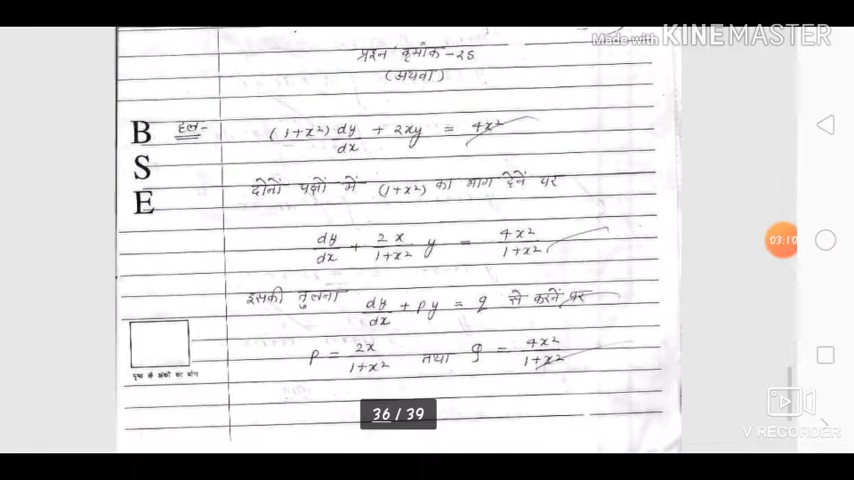 Made with KINEMASTER
प्रश्न क्रमांक - 25
(अथवा)
B
S
E
हल- (1+x²) dy/dx + 2xy = 4x²
दोनों पक्षों में (1+x²) का भाग देनें पर
dy/dx + 2x/1+x² y = 4x²/1+x²
इसकी तुलना dy/dx + py = q से करनें पर
p = 2x/1+x² तथा q = 4x²/1+x²
पृष्ठ के अंकों का योग
03:10
36 / 39
V RECORDER